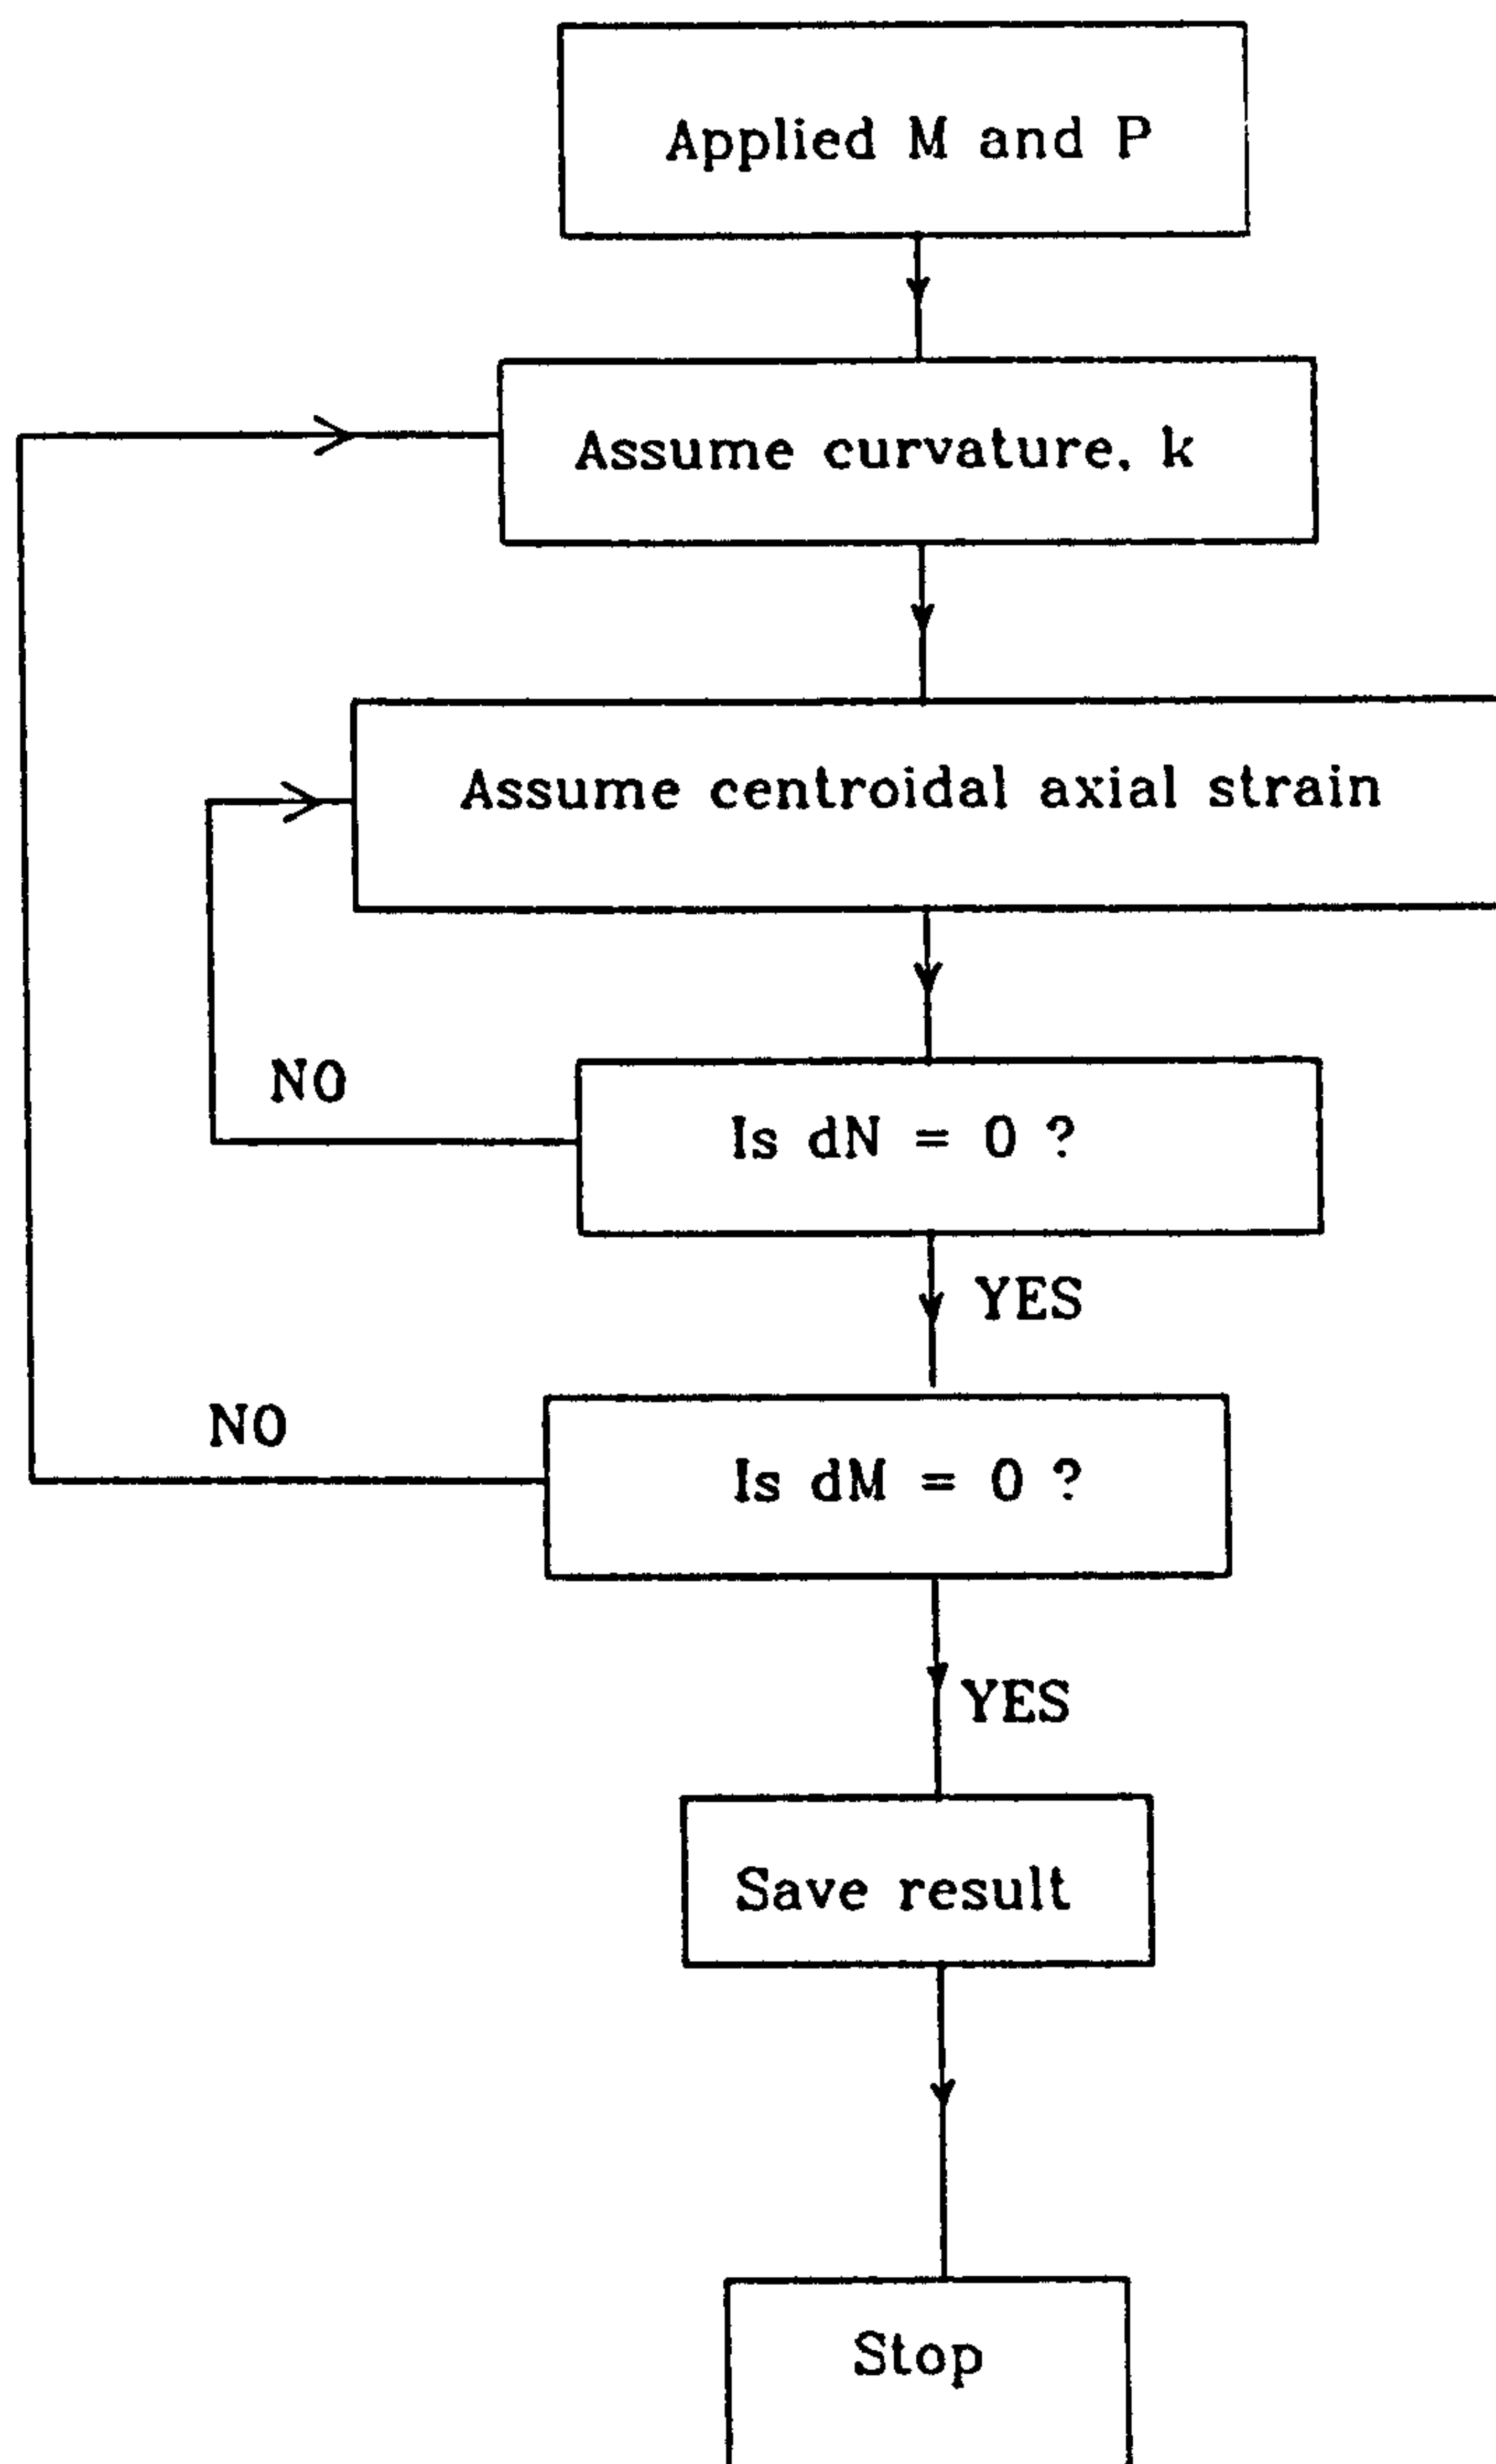 Applied M and P
Assume curvature, k
Assume centroidal axial strain
NO
Is dN = 0 ?
YES
NO
Is dM = 0 ?
YES
Save result
Stop